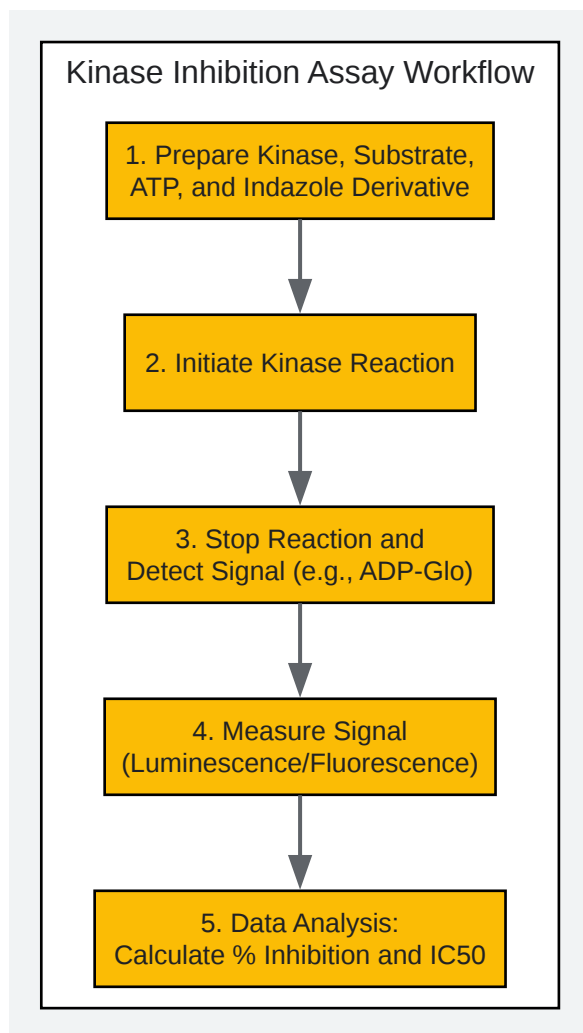 Kinase Inhibition Assay Workflow
1. Prepare Kinase, Substrate,
ATP, and Indazole Derivative
2. Initiate Kinase Reaction
3. Stop Reaction and
Detect Signal (e.g., ADP-Glo)
4. Measure Signal
(Luminescence/Fluorescence)
5. Data Analysis:
Calculate % Inhibition and IC50